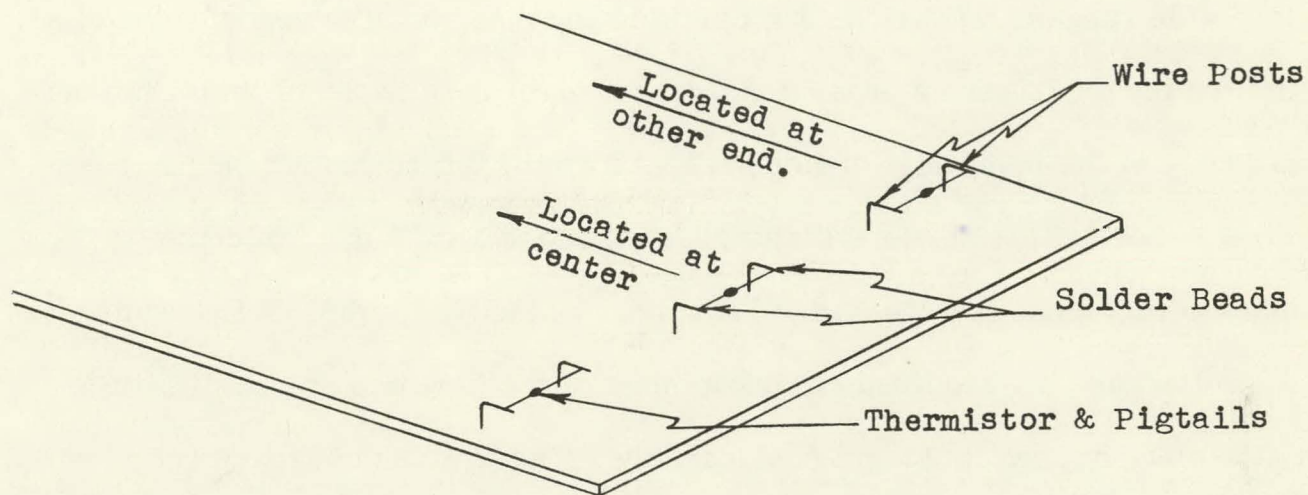 Wire Posts
Located at
other end.
Located at
center
Solder Beads
Thermistor & Pigtails